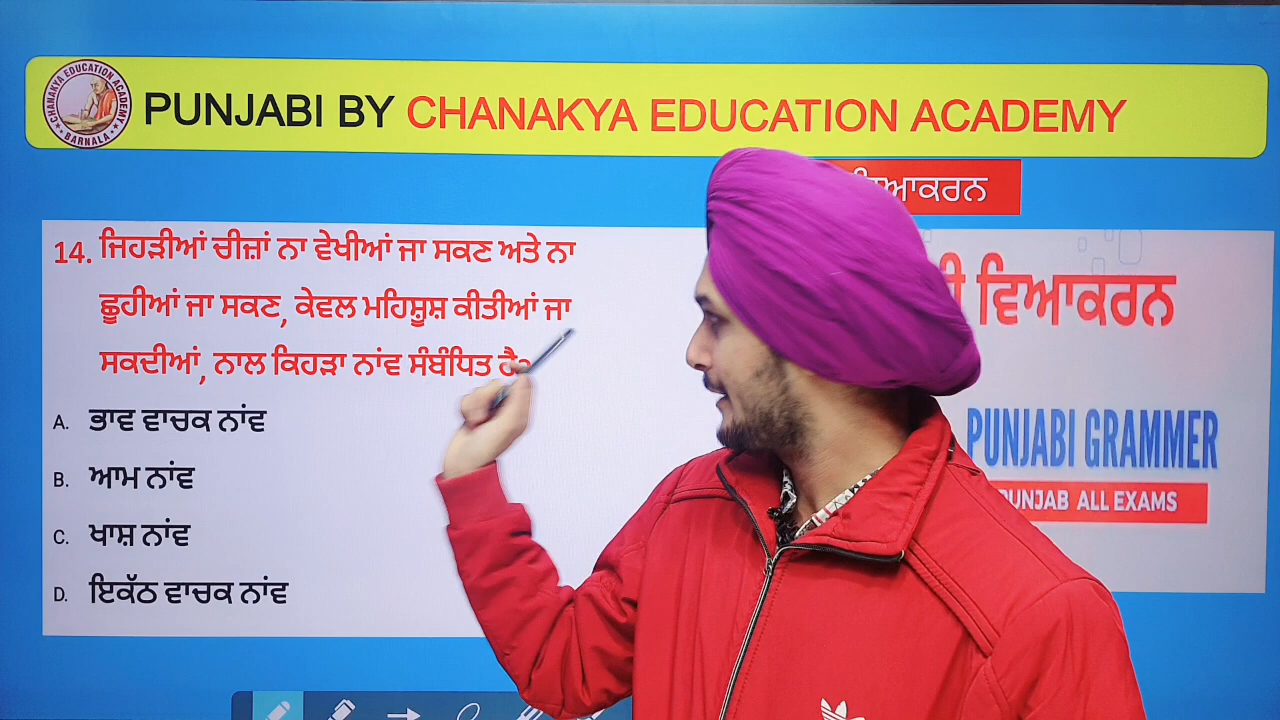 CHANAKYA EDUCATION ACADEMY
BARNALA
PUNJABI BY CHANAKYA EDUCATION ACADEMY
14. ਜਿਹੜੀਆਂ ਚੀਜ਼ਾਂ ਨਾ ਵੇਖੀਆਂ ਜਾ ਸਕਣ ਅਤੇ ਨਾ
ਛੂਹੀਆਂ ਜਾ ਸਕਣ, ਕੇਵਲ ਮਹਿਸ਼ੂਸ਼ ਕੀਤੀਆਂ ਜਾ
ਸਕਦੀਆਂ, ਨਾਲ ਕਿਹੜਾ ਨਾਂਵ ਸੰਬੰਧਿਤ ਹੈ?
A. ਭਾਵ ਵਾਚਕ ਨਾਂਵ
B. ਆਮ ਨਾਂਵ
C. ਖਾਸ਼ ਨਾਂਵ
D. ਇਕੱਠ ਵਾਚਕ ਨਾਂਵ
ਵਿਆਕਰਨ
PUNJABI GRAMMER
PUNJAB ALL EXAMS